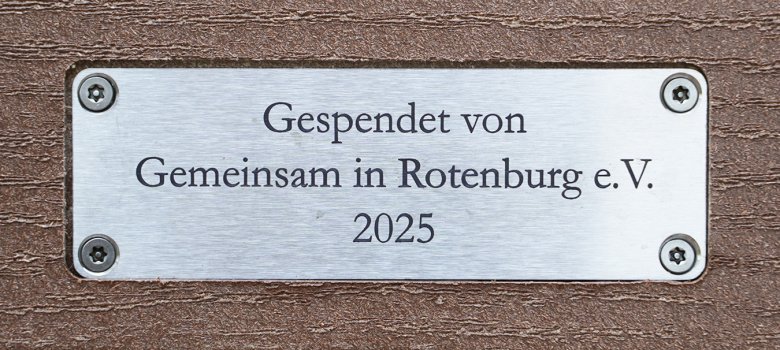 Gespendet von
Gemeinsam in Rotenburg e.V.
2025